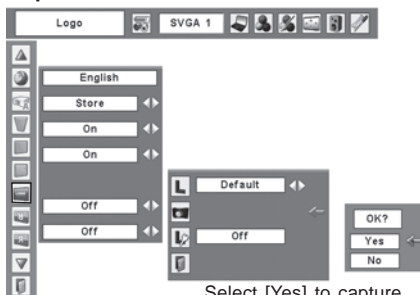 Logo SVGA 1
English
Store
On
On
Off
Off
Default
Off
OK?
Yes
No
Select [Yes] to capture